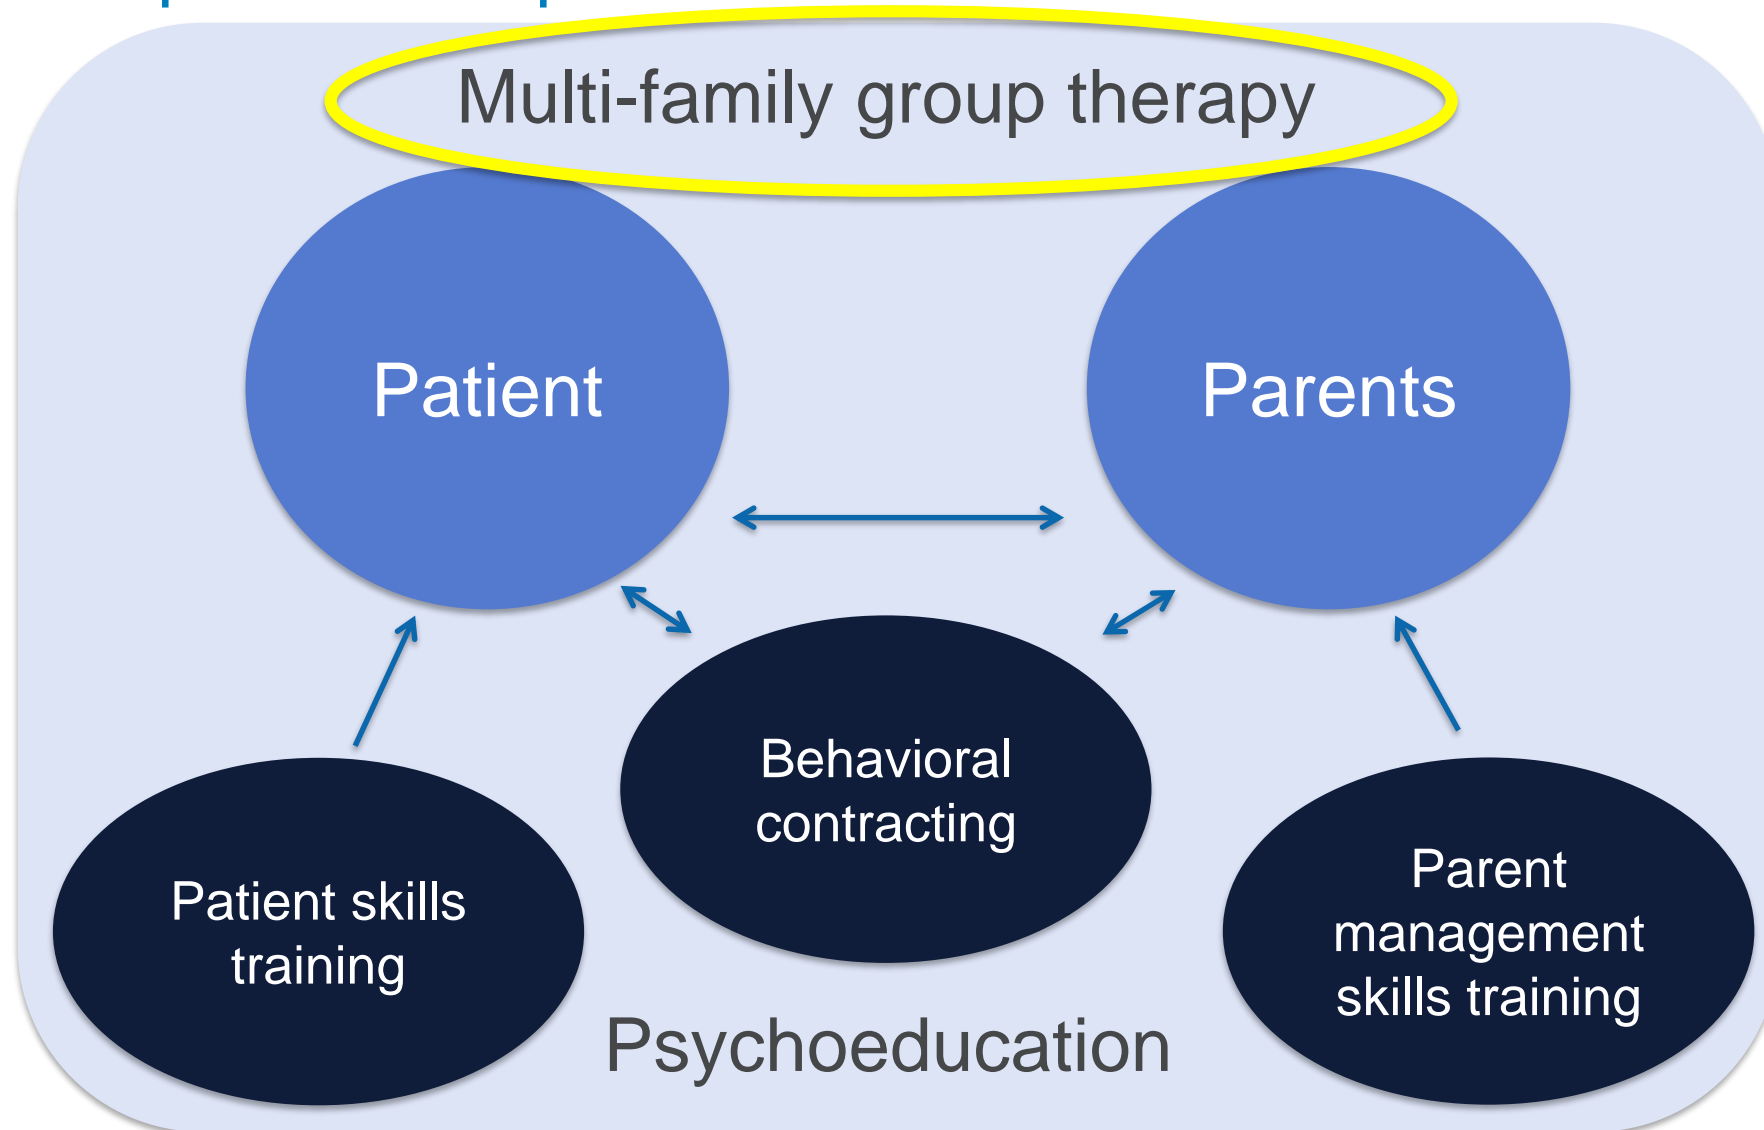 Multi-family group therapy
Patient
Parents
Behavioral
contracting
Patient skills
training
Parent
management
skills training
Psychoeducation